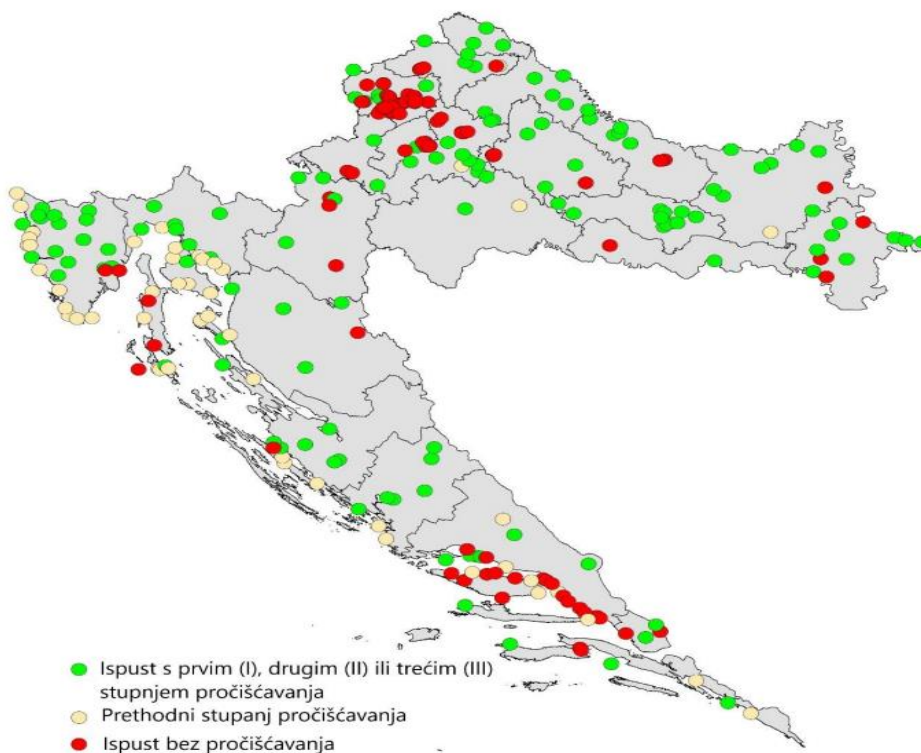 Ispust s prvim (I), drugim (II) ili trećim (III)
stupnjem pročišćavanja
Prethodni stupanj pročišćavanja
Ispust bez pročišćavanja